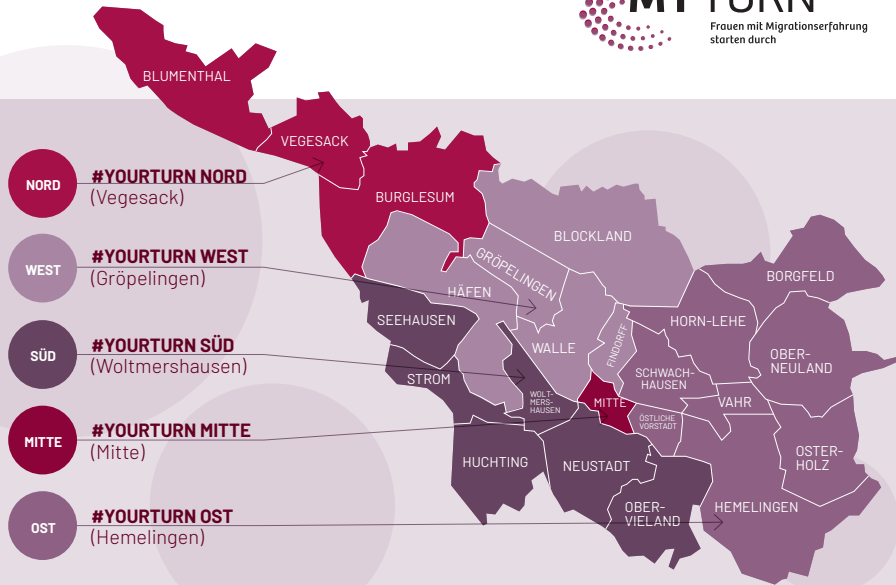 MY TURN
Frauen mit Migrationserfahrung
starten durch
BLUMENTHAL
VEGESACK
BURGLESUM
BLOCKLAND
GRÖPELINGEN
HÄFEN
SEEHAUSEN
STROM
WALLE
FINDORFF
WOLT-
MERS-
HAUSEN
MITTE
ÖSTLICHE
VORSTADT
SCHWACH-
HAUSEN
HORN-LEHE
BORGFELD
OBER-
NEULAND
VAHR
OSTER-
HOLZ
HEMELINGEN
HUCHTING
NEUSTADT
OBER-
VIELAND
NORD
#YOURTURN NORD
(Vegesack)
WEST
#YOURTURN WEST
(Gröpelingen)
SÜD
#YOURTURN SÜD
(Woltmershausen)
MITTE
#YOURTURN MITTE
(Mitte)
OST
#YOURTURN OST
(Hemelingen)